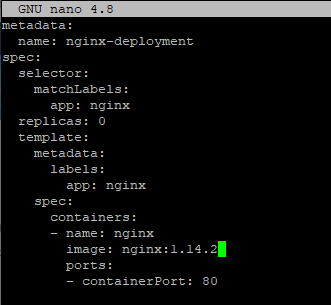 GNU nano 4.8
metadata:
  name: nginx-deployment
spec:
  selector:
    matchLabels:
      app: nginx
  replicas: 0
  template:
    metadata:
      labels:
        app: nginx
    spec:
      containers:
      - name: nginx
        image: nginx:1.14.2
        ports:
        - containerPort: 80